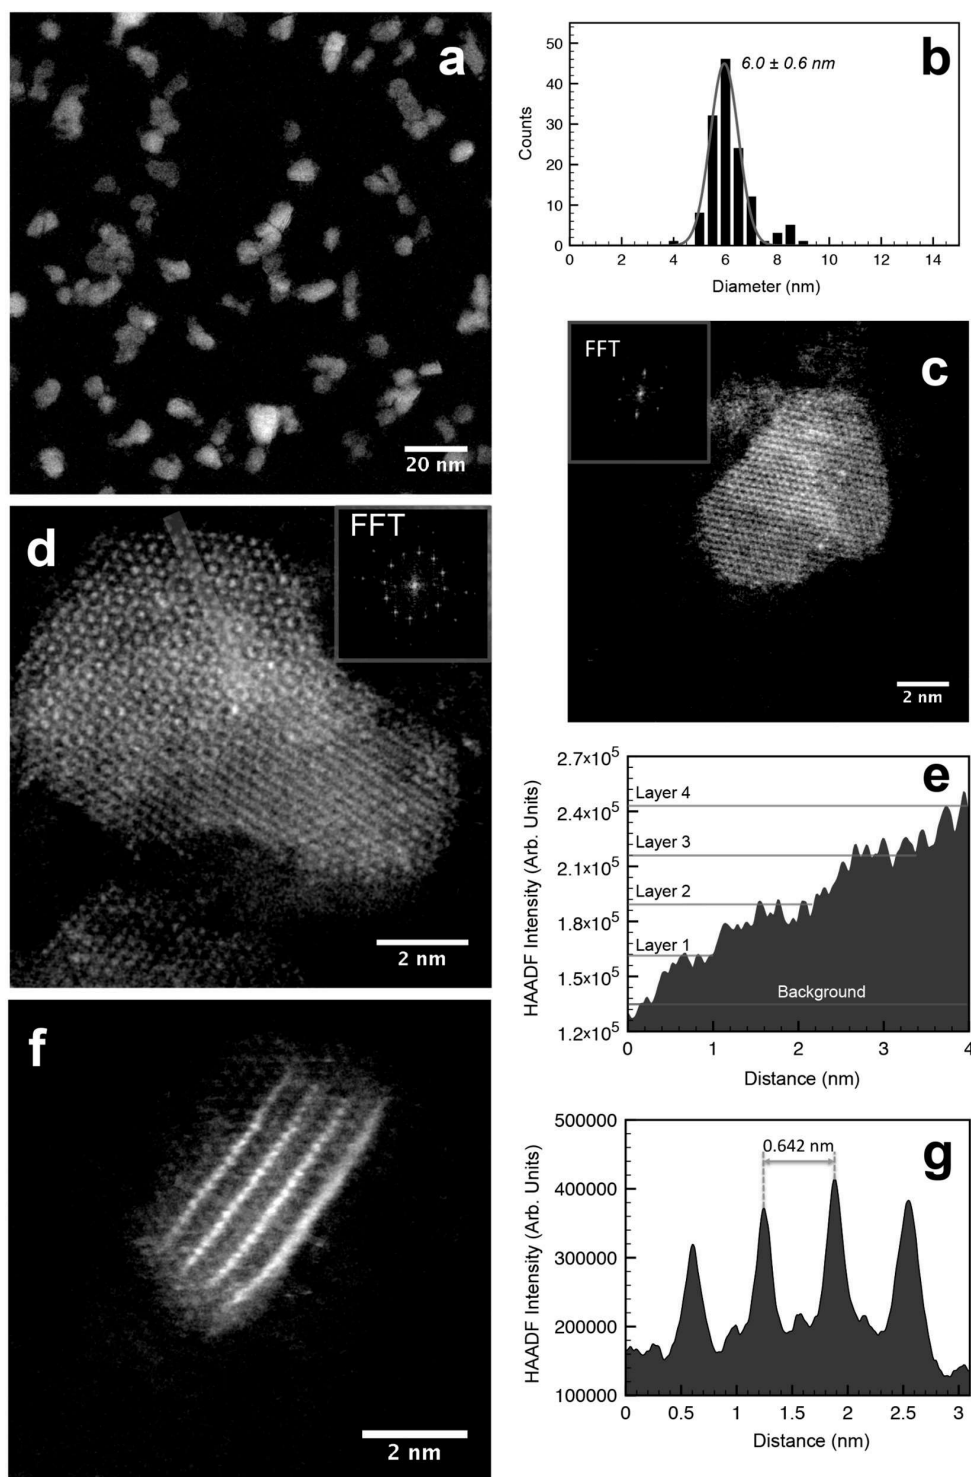 a
20 nm
b
6.0 ± 0.6 nm
50
40
30
20
10
0
Counts
0 2 4 6 8 10 12 14
Diameter (nm)
c
FFT
2 nm
d
FFT
2 nm
e
2.7×10⁵
2.4×10⁵
2.1×10⁵
1.8×10⁵
1.5×10⁵
1.2×10⁵
HAADF Intensity (Arb. Units)
Layer 4
Layer 3
Layer 2
Layer 1
Background
0 1 2 3 4
Distance (nm)
f
2 nm
g
0.642 nm
500000
400000
300000
200000
100000
HAADF Intensity (Arb. Units)
0 0.5 1 1.5 2 2.5 3
Distance (nm)